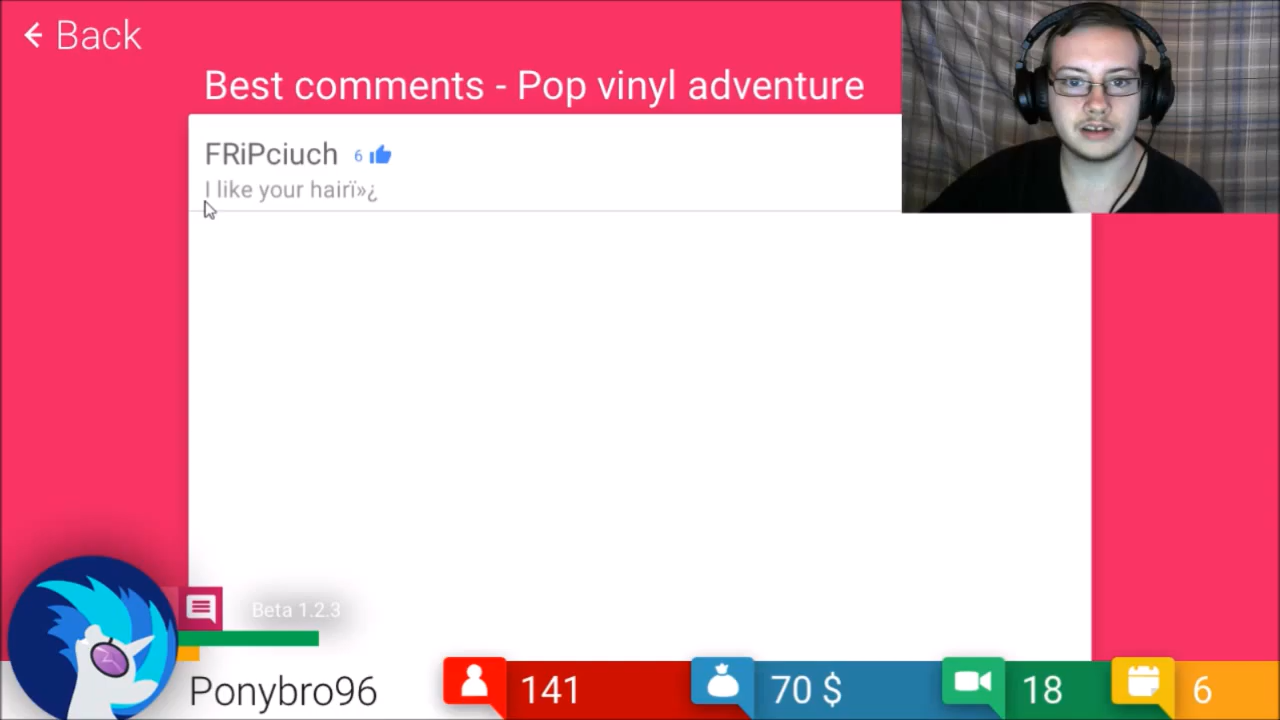 Back
Best comments - Pop vinyl adventure
FRiPciuch 6
I like your hairï»¿
Beta 1.2.3
Ponybro96
141
70 $
18
6